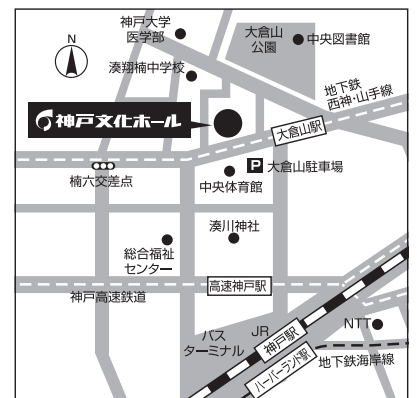 神戸大学
医学部
大倉山
公園
中央図書館
N
湊翔楠中学校
地下鉄
西神・山手線
神戸文化ホール
大倉山駅
P 大倉山駐車場
楠六交差点
中央体育館
湊川神社
総合福祉
センター
高速神戸駅
神戸高速鉄道
バス
ターミナル
JR
神戸駅
NTT
ハーバーランド駅
地下鉄海岸線